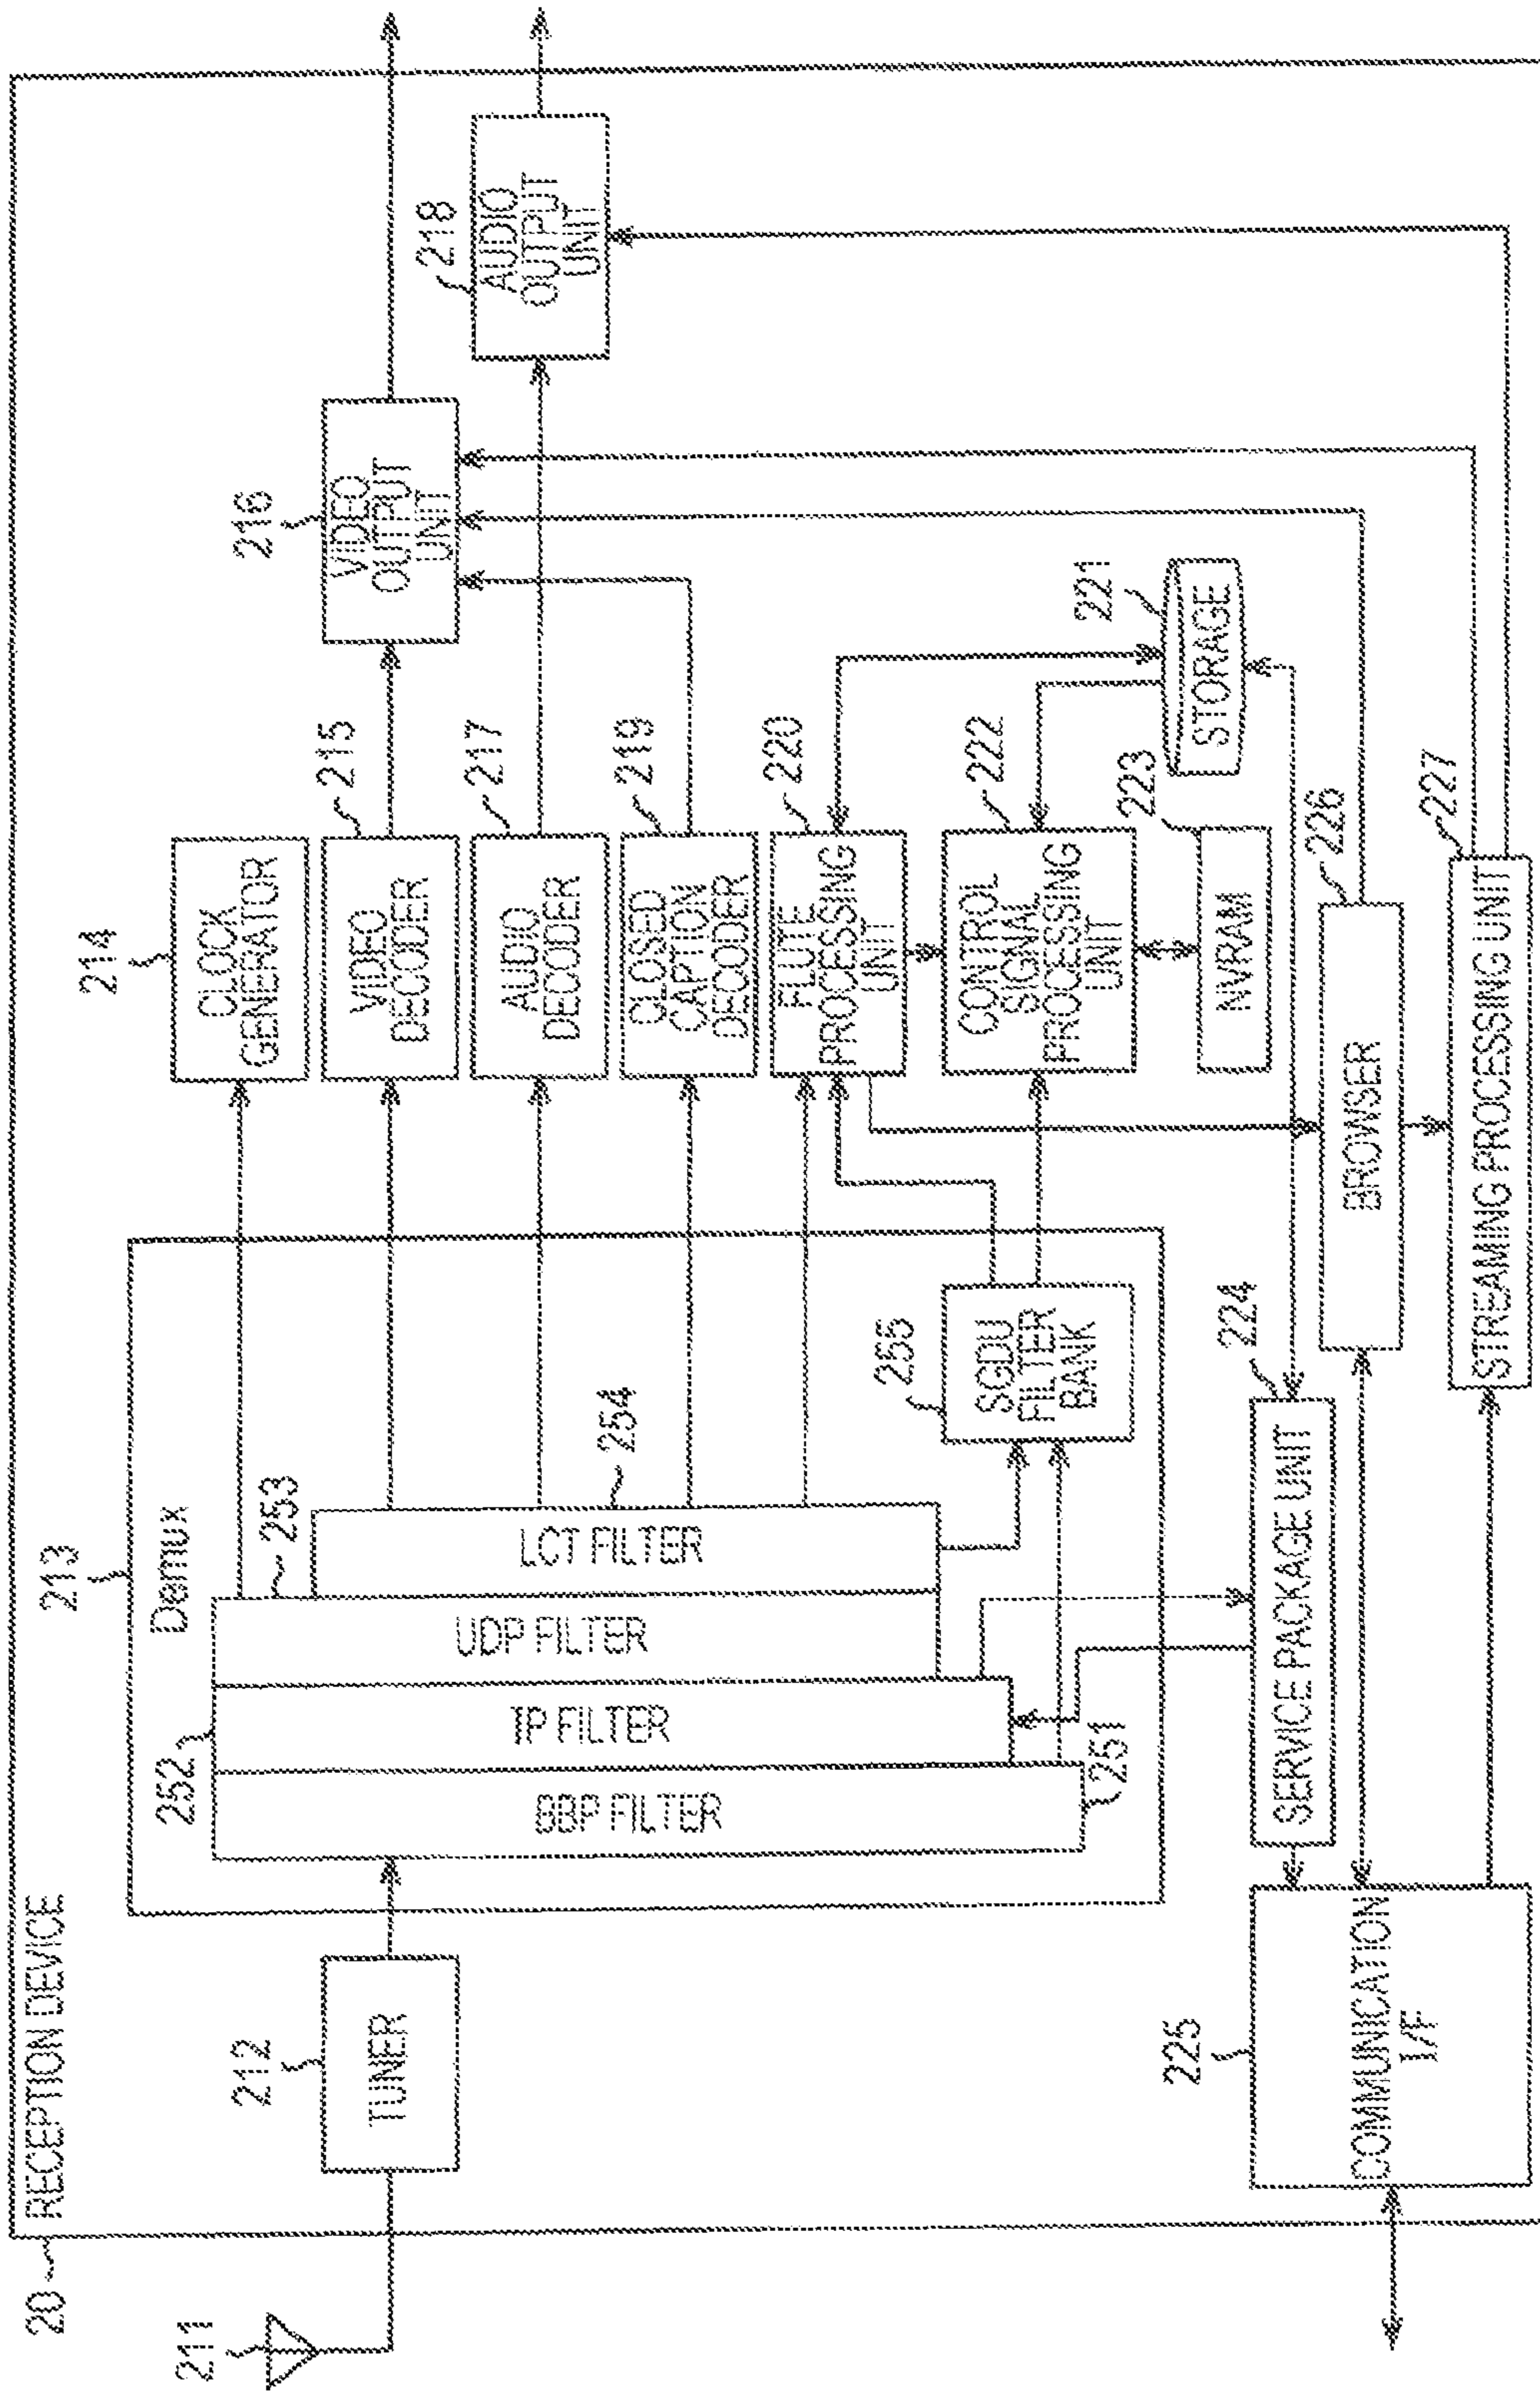 20
RECEPTION DEVICE
211
212
TUNER
213
Demux
252
BBP FILTER
251
TP FILTER
UDP FILTER
253
LCT FILTER
254
255
SGDU
FILTER
BANK
214
CLOCK
GENERATOR
215
VIDEO
DECODER
217
AUDIO
DECODER
219
CLOSED
CAPTION
DECODER
220
FLUTE
PROCESSING
UNIT
222
CONTROL
SIGNAL
PROCESSING
UNIT
223
NVRAM
221
STORAGE
216
VIDEO
OUTPUT
UNIT
218
AUDIO
OUTPUT
UNIT
224
SERVICE PACKAGE UNIT
225
COMMUNICATION
I/F
226
BROWSER
227
STREAMING PROCESSING UNIT